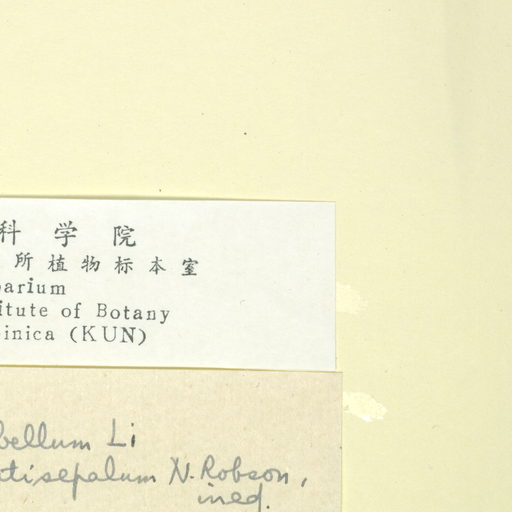 科学院
所植物标本室
barium
itute of Botany
inica (KUN)
bellum Li
tisepalum N. Robson,
ined.